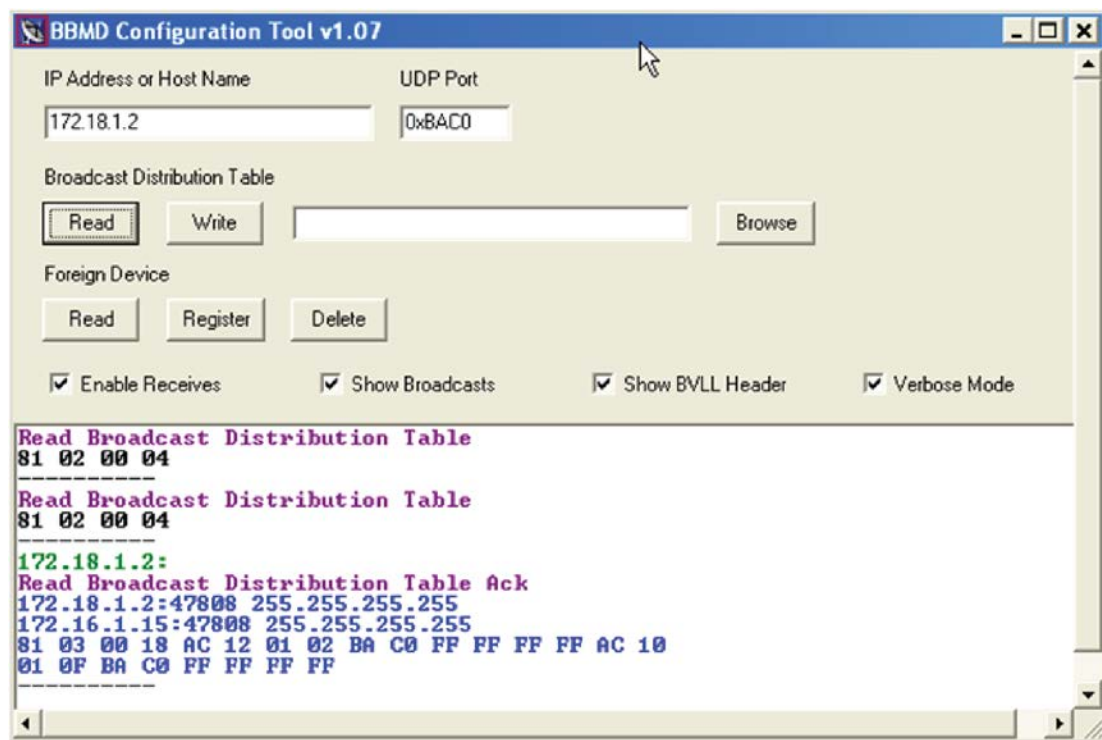 BBMD Configuration Tool v1.07
IP Address or Host Name UDP Port
172.18.1.2 0xBAC0
Broadcast Distribution Table
Read Write Browse
Foreign Device
Read Register Delete
Enable Receives Show Broadcasts Show BVLL Header Verbose Mode
Read Broadcast Distribution Table
81 02 00 04
----------
Read Broadcast Distribution Table
81 02 00 04
----------
172.18.1.2:
Read Broadcast Distribution Table Ack
172.18.1.2:47808 255.255.255.255
172.16.1.15:47808 255.255.255.255
81 03 00 18 AC 12 01 02 BA C0 FF FF FF FF AC 10
01 0F BA C0 FF FF FF FF
----------